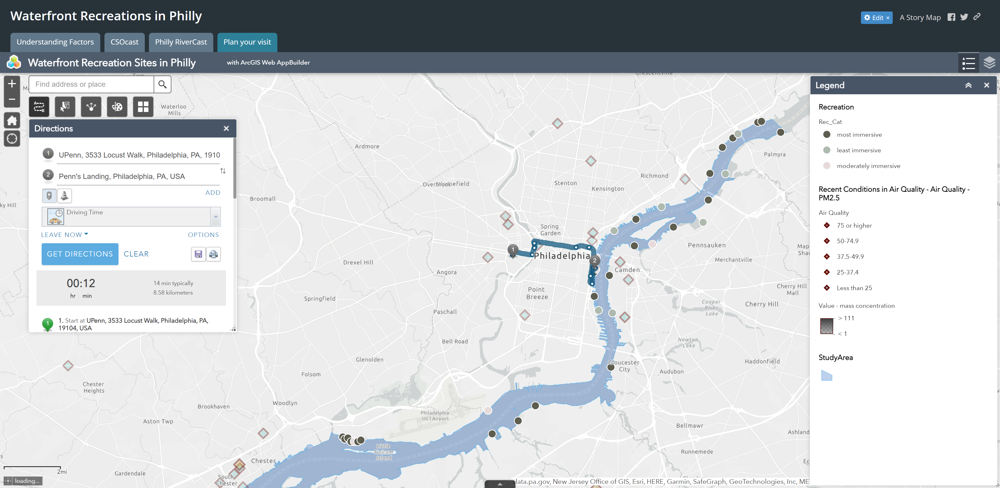 Waterfront Recreations in Philly
Edit ×
A Story Map
Understanding Factors
CSOcast
Philly RiverCast
Plan your visit
Waterfront Recreation Sites in Philly
with ArcGIS Web AppBuilder
Find address or place
Directions
1 UPenn, 3533 Locust Walk, Philadelphia, PA, 1910
2 Penn's Landing, Philadelphia, PA, USA
ADD
Driving Time
LEAVE NOW
OPTIONS
GET DIRECTIONS
CLEAR
00:12
hr min
14 min typically
8.58 kilometers
1 1. Start at UPenn, 3533 Locust Walk, Philadelphia, PA,
19104, USA
Legend
Recreation
Rec_Cat
most immersive
least immersive
moderately immersive
Recent Conditions in Air Quality - Air Quality -
PM2.5
Air Quality
75 or higher
50-74.9
37.5-49.9
25-37.4
Less than 25
Value - mass concentration
> 111
< 1
StudyArea
Crescentville
Waterloo
Mills
Ardmore
Palmyra
Richmond
Stenton
Kensington
Overbrook
Broomall
ky Hill
Spring
Garden
1
Philadelphia
2
Camden
Pennsauken
Merchantville
Drexel Hill
Angora
Point
Breeze
Springfield
Paschall
Cherry Hill
Mall
Cherry Hill
Cooper
River
Lake
Bell Road
Newton
Lake
Glenolden
Gloucester
City
Audubon
Haddonfield
Folsom
Chester
Heights
Woodlyn
Brookhaven
Philadelphia
Int'l Airport
Aston Twp
Bellmawr
Ashland
Little
Tinicum
Island
Runnemede
Chester
South
Chester
Gardendale
2mi
loading...
data.pa.gov, New Jersey Office of GIS, Esri, HERE, Garmin, SafeGraph, GeoTechnologies, Inc, ME